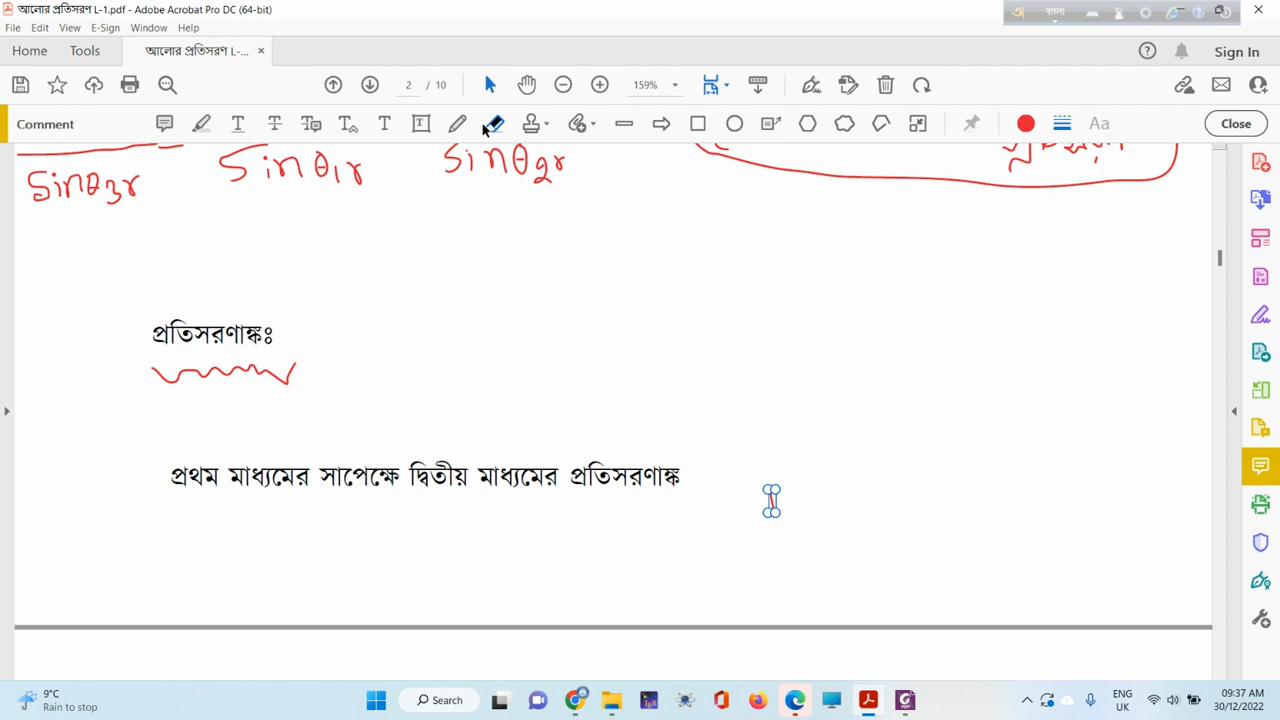 আলোর প্রতিসরণ L-1.pdf - Adobe Acrobat Pro DC (64-bit)
বাংলা
File Edit View E-Sign Window Help
Home Tools আলোর প্রতিসরণ L-... × Sign In
2 / 10 159%
Comment Aa Close
Sinθ3r Sinθ1r Sinθ2r
প্রতিসরণাঙ্কঃ
প্রথম মাধ্যমের সাপেক্ষে দ্বিতীয় মাধ্যমের প্রতিসরণাঙ্ক
9°C
Rain to stop
Search
ENG
UK
09:37 AM
30/12/2022